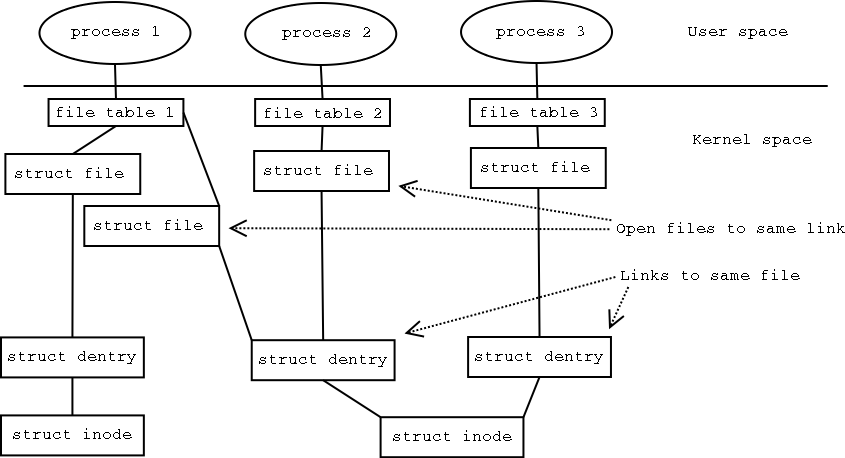 process 1
process 2
process 3
User space
file table 1
file table 2
file table 3
Kernel space
struct file
struct file
struct file
struct file
Open files to same link
Links to same file
struct dentry
struct dentry
struct dentry
struct inode
struct inode